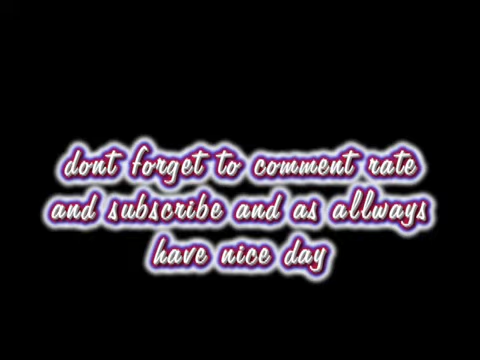 dont forget to comment rate
and subscribe and as allways
have nice day